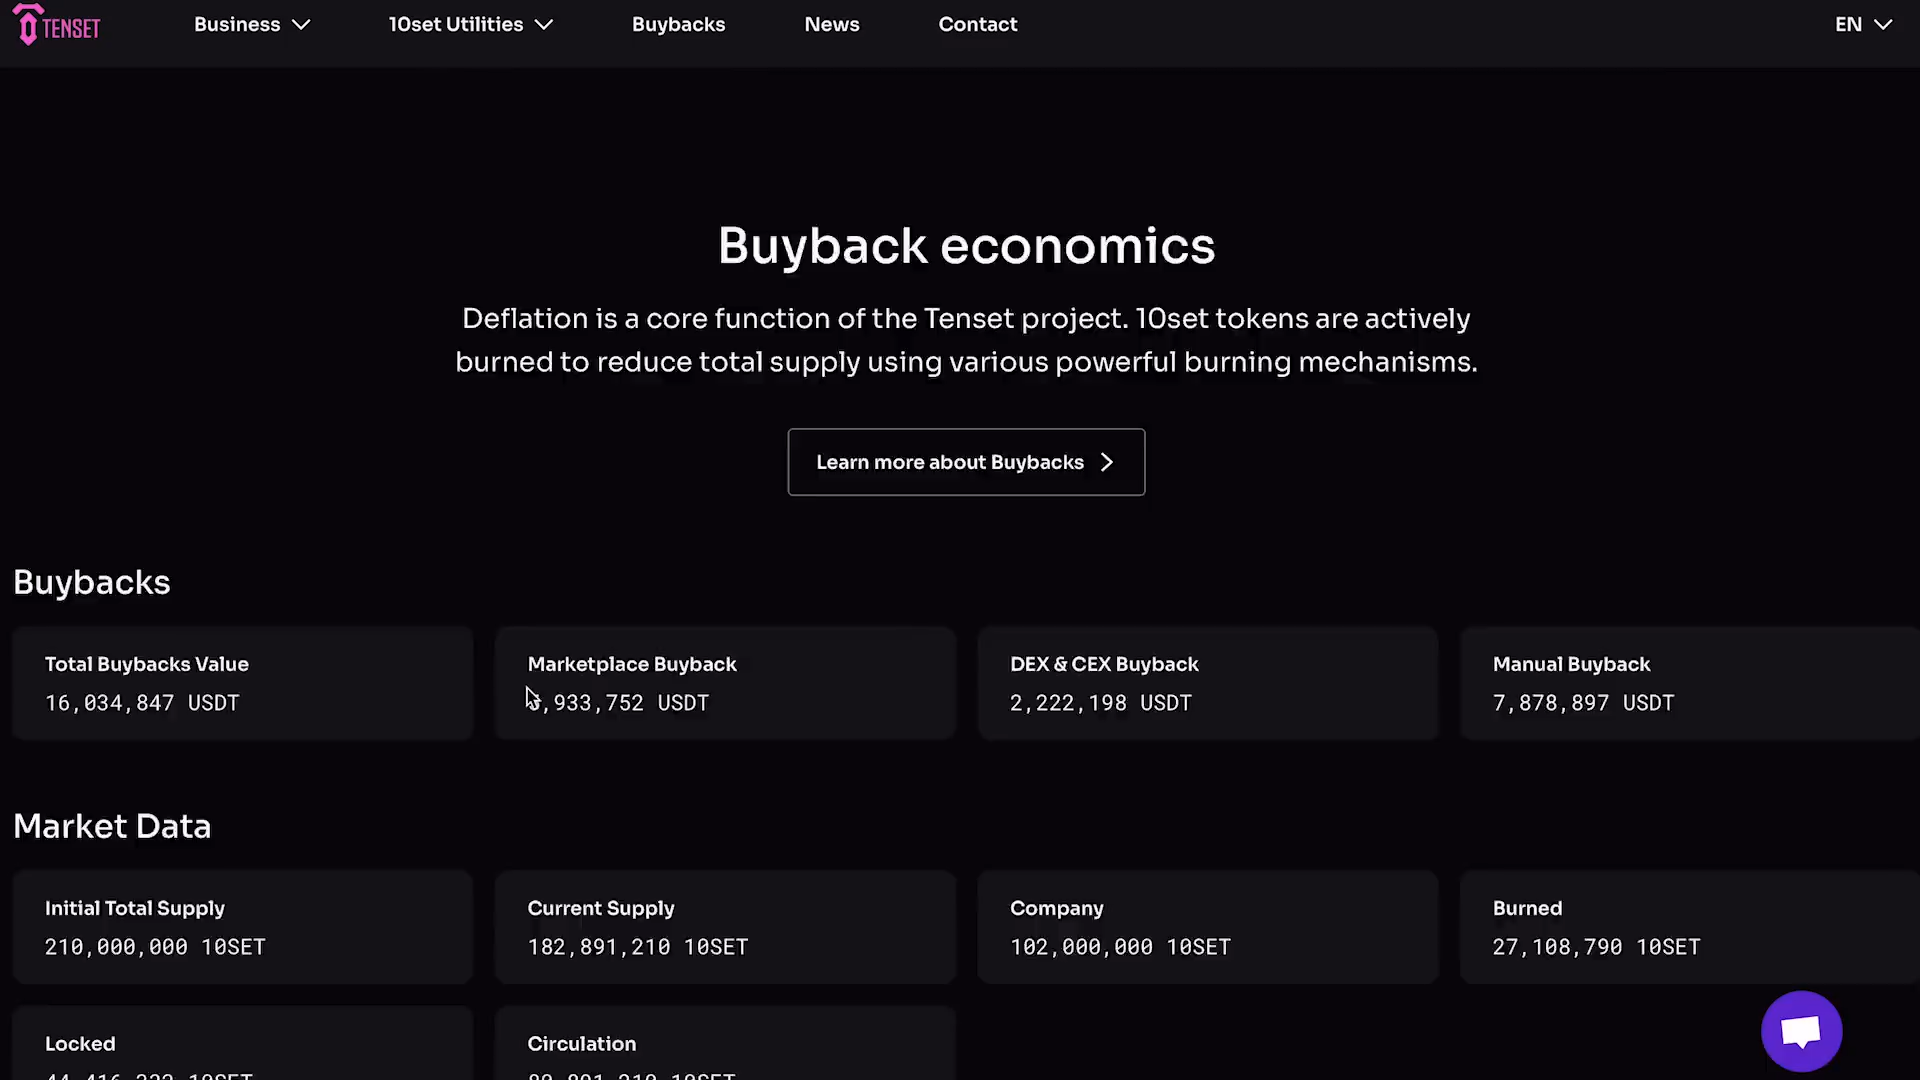 TENSET
Business
10set Utilities
Buybacks
News
Contact
EN
Buyback economics
Deflation is a core function of the Tenset project. 10set tokens are actively
burned to reduce total supply using various powerful burning mechanisms.
Learn more about Buybacks
Buybacks
Total Buybacks Value
Marketplace Buyback
DEX & CEX Buyback
Manual Buyback
16,034,847 USDT
,933,752 USDT
2,222,198 USDT
7,878,897 USDT
Market Data
Initial Total Supply
Current Supply
Company
Burned
210,000,000 10SET
182,891,210 10SET
102,000,000 10SET
27,108,790 10SET
Locked
Circulation